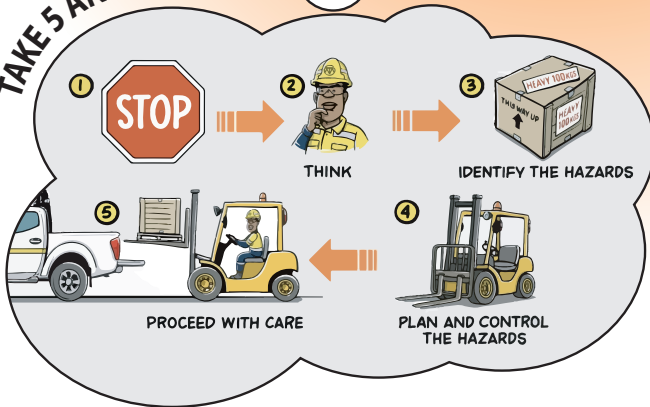 TAKE 5 AN
1
STOP
2
THINK
3
HEAVY 100KGS
THIS WAY UP
HEAVY
100KGS
IDENTIFY THE HAZARDS
5
PROCEED WITH CARE
4
PLAN AND CONTROL
THE HAZARDS